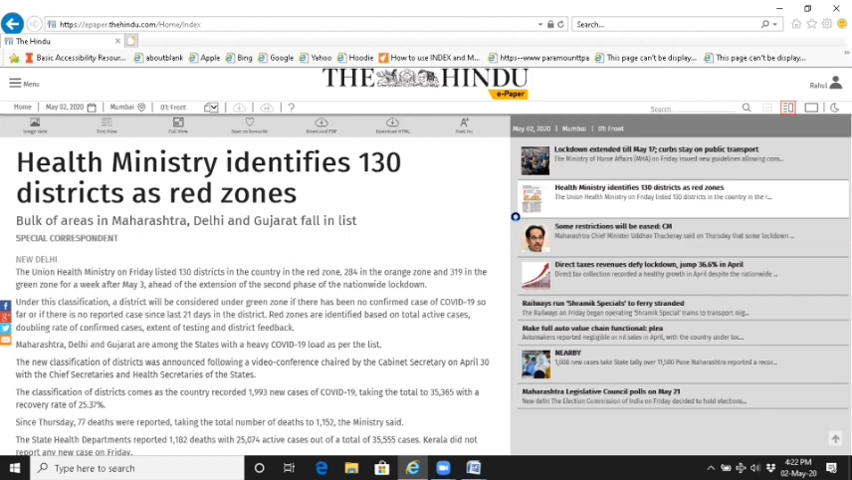 https://epaper.thehindu.com/Home/Index
Search...
The Hindu
Basic Accessibility Resour...
aboutblank
Apple
Bing
Google
Yahoo
Hoodie
How to use INDEX and M...
https--www paramounttpa
This page can't be display...
This page can't be display...
Menu
THE HINDU
e-Paper
Rahul
Home
May 02, 2020
Mumbai
01: Front
Search
Image View
Text View
Full View
Save as Favourite
Download PDF
Download HTML
Font Inc
May 02, 2020 | Mumbai | 01: Front
Health Ministry identifies 130
districts as red zones
Bulk of areas in Maharashtra, Delhi and Gujarat fall in list
SPECIAL CORRESPONDENT
NEW DELHI
The Union Health Ministry on Friday listed 130 districts in the country in the red zone, 284 in the orange zone and 319 in the
green zone for a week after May 3, ahead of the extension of the second phase of the nationwide lockdown.
Under this classification, a district will be considered under green zone if there has been no confirmed case of COVID-19 so
far or if there is no reported case since last 21 days in the district. Red zones are identified based on total active cases,
doubling rate of confirmed cases, extent of testing and district feedback.
Maharashtra, Delhi and Gujarat are among the States with a heavy COVID-19 load as per the list.
The new classification of districts was announced following a video-conference chaired by the Cabinet Secretary on April 30
with the Chief Secretaries and Health Secretaries of the States.
The classification of districts comes as the country recorded 1,993 new cases of COVID-19, taking the total to 35,365 with a
recovery rate of 25.37%.
Since Thursday, 77 deaths were reported, taking the total number of deaths to 1,152, the Ministry said.
The State Health Departments reported 1,182 deaths with 25,074 active cases out of a total of 35,555 cases. Kerala did not
report any new case on Friday.
Lockdown extended till May 17; curbs stay on public transport
The Ministry of Home Affairs (MHA) on Friday issued new guidelines allowing com...
Health Ministry identifies 130 districts as red zones
The Union Health Ministry on Friday listed 130 districts in the country in the r...
Some restrictions will be eased: CM
Maharashtra Chief Minister Uddhav Thackeray said on Thursday that some lockdown ...
Direct taxes revenues defy lockdown, jump 36.6% in April
Direct tax collection recorded a healthy growth in April despite the nationwide ...
Railways run 'Shramik Specials' to ferry stranded
The Railways on Friday began operating 'Shramik Special' trains to transport mig...
Make full auto value chain functional: plea
Automakers reported negligible or nil sales in April, with the country under loc...
NEARBY
1,008 new cases take State tally over 11,500 Pune Maharashtra reported a recor...
Maharashtra Legislative Council polls on May 21
New delhi The Election Commission of India on Friday decided to hold elections...
Type here to search
4:22 PM
02-May-20